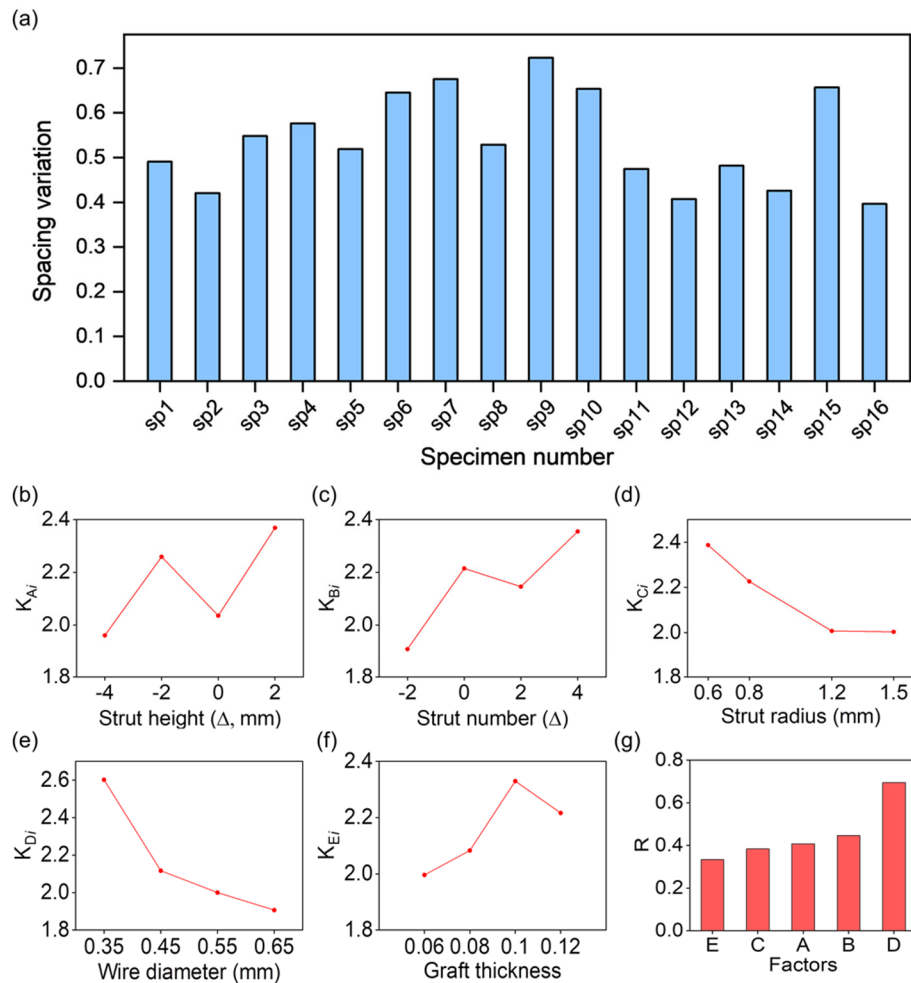 (a)
Spacing variation
0.7
0.6
0.5
0.4
0.3
0.2
0.1
0.0
sp1 sp2 sp3 sp4 sp5 sp6 sp7 sp8 sp9 sp10 sp11 sp12 sp13 sp14 sp15 sp16
Specimen number
(b)
KAi
2.4
2.2
2.0
1.8
-4 -2 0 2
Strut height (Δ, mm)
(c)
KBi
2.4
2.2
2.0
1.8
-2 0 2 4
Strut number (Δ)
(d)
KCi
2.4
2.2
2.0
1.8
0.6 0.8 1.2 1.5
Strut radius (mm)
(e)
KDi
2.6
2.4
2.2
2.0
1.8
0.35 0.45 0.55 0.65
Wire diameter (mm)
(f)
KEi
2.4
2.2
2.0
1.8
0.06 0.08 0.1 0.12
Graft thickness
(g)
R
0.8
0.6
0.4
0.2
0.0
E C A B D
Factors